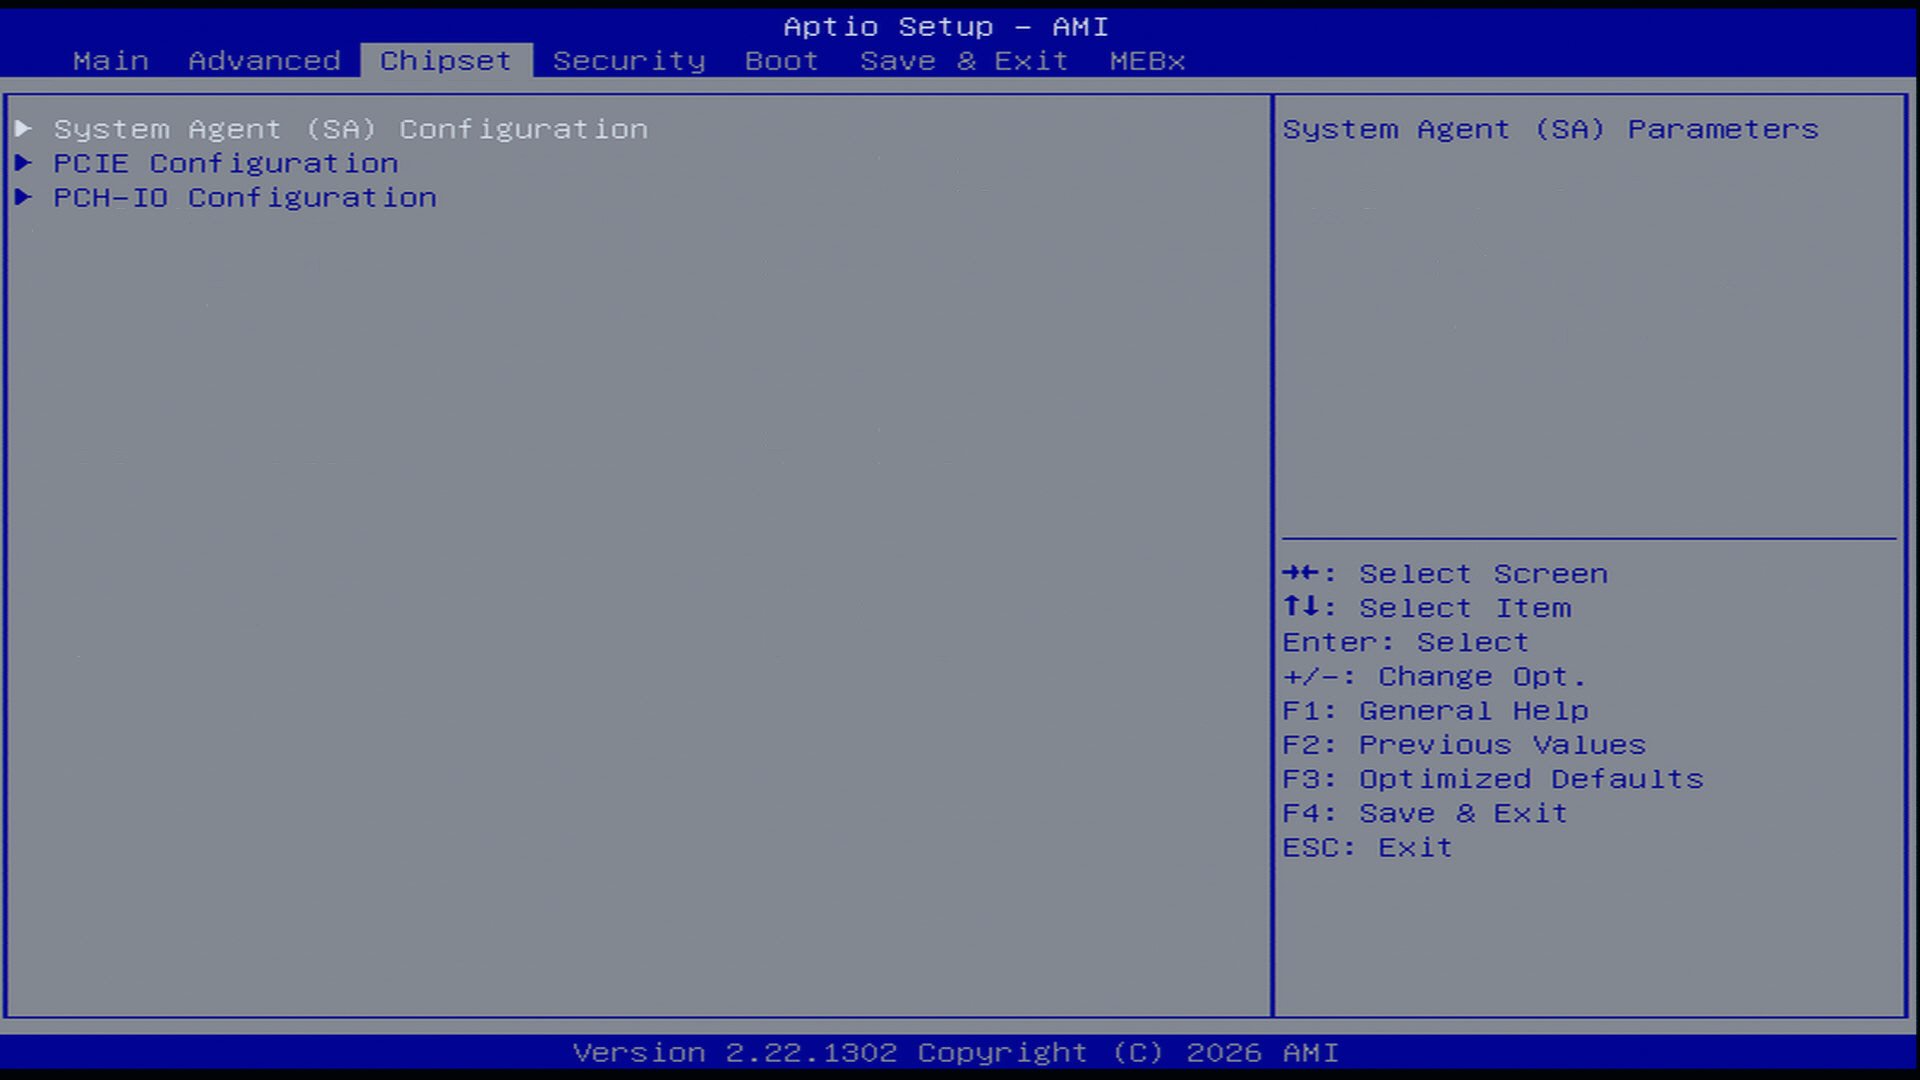 Aptio Setup – AMI
Main Advanced Chipset Security Boot Save & Exit MEBx
▶ System Agent (SA) Configuration
▶ PCIE Configuration
▶ PCH–IO Configuration
System Agent (SA) Parameters
→←: Select Screen
↑↓: Select Item
Enter: Select
+/–: Change Opt.
F1: General Help
F2: Previous Values
F3: Optimized Defaults
F4: Save & Exit
ESC: Exit
Version 2.22.1302 Copyright (C) 2026 AMI